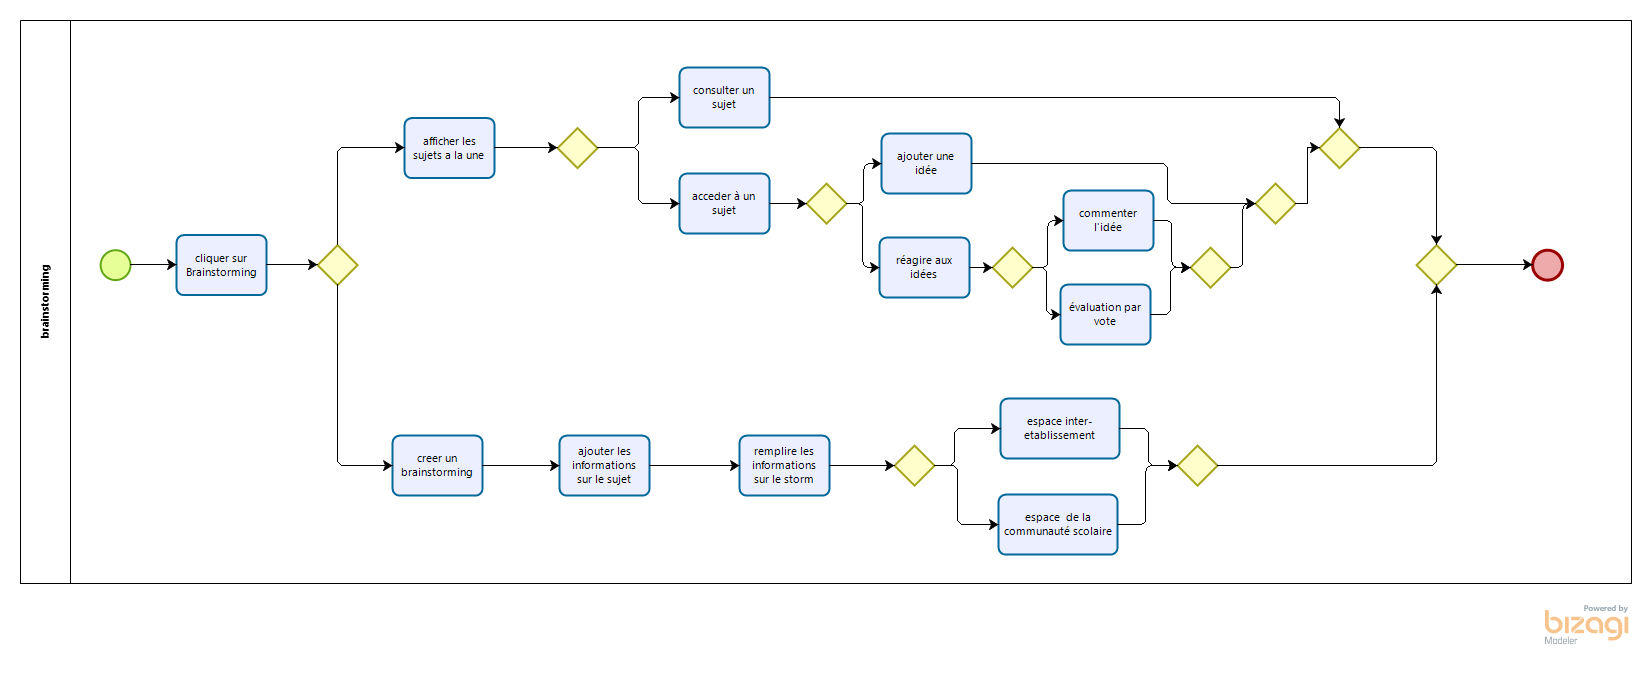 brainstorming
cliquer sur
Brainstorming
afficher les
sujets a la une
consulter un
sujet
acceder à un
sujet
ajouter une
idée
réagire aux
idées
commenter
l'idée
évaluation par
vote
creer un
brainstorming
ajouter les
informations
sur le sujet
remplire les
informations
sur le storm
espace inter-
etablissement
espace  de la
communauté scolaire
Powered by
bizagi
Modeler